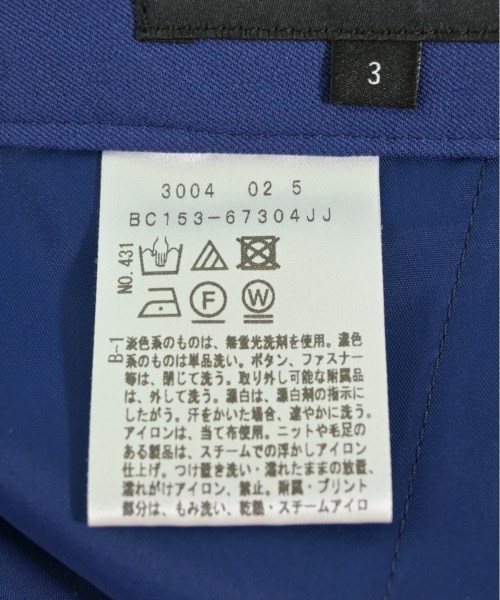 3
3004 02 5
BC153-67304JJ
NO.431
F W
B-1
淡色系のものは、無蛍光洗剤を使用。濃色
系のものは単品洗い。ボタン、ファスナー
等は、閉じて洗う。取り外し可能な附属品
は、外して洗う。漂白は、漂白剤の指示に
したがう。汗をかいた場合、速やかに洗う。
アイロンは、当て布使用。ニットや毛足の
ある製品は、スチームでの浮かしアイロン
仕上げ。つけ置き洗い・濡れたままの放置、
濡れがけアイロン、禁止。附属・プリント
部分は、もみ洗い、乾燥・スチームアイロ